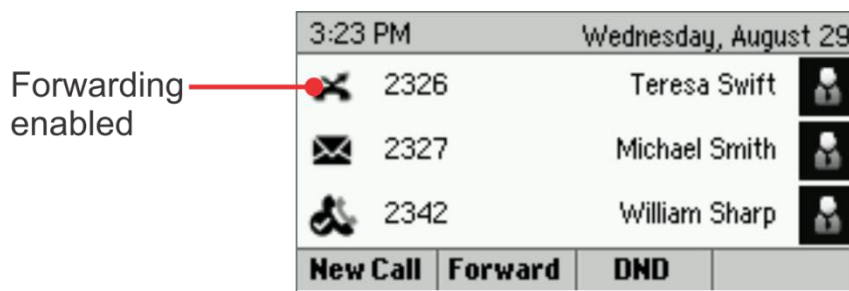 3:23 PM Wednesday, August 29
Forwarding
enabled
2326 Teresa Swift
2327 Michael Smith
2342 William Sharp
New Call Forward DND